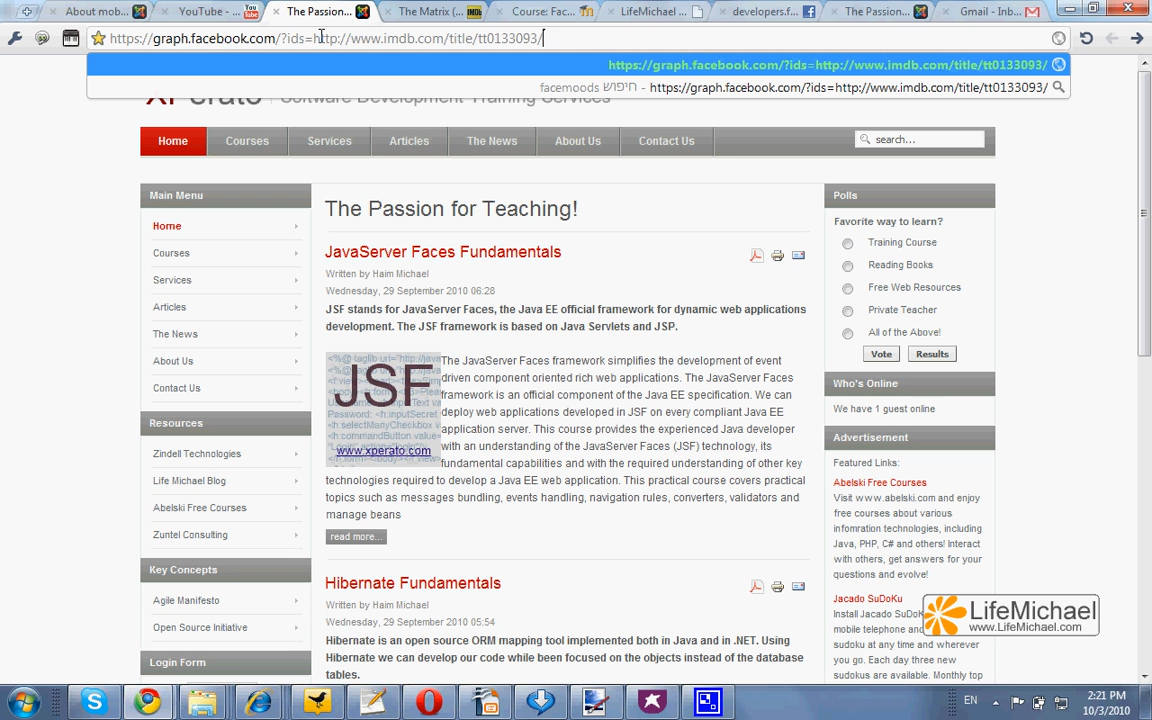 About mob...
YouTube - ...
The Passion...
The Matrix (...
Course: Fac...
LifeMichael ...
developers.f...
The Passion...
Gmail - Inb...
https://graph.facebook.com/?ids=http://www.imdb.com/title/tt0133093/
https://graph.facebook.com/?ids=http://www.imdb.com/title/tt0133093/
facemoods חיפוש - https://graph.facebook.com/?ids=http://www.imdb.com/title/tt0133093/
Software Development Training Services
Home
Courses
Services
Articles
The News
About Us
Contact Us
search...
Main Menu
Home
Courses
Services
Articles
The News
About Us
Contact Us
Resources
Zindell Technologies
Life Michael Blog
Abelski Free Courses
Zuntel Consulting
Key Concepts
Agile Manifesto
Open Source Initiative
Login Form
The Passion for Teaching!
JavaServer Faces Fundamentals
Written by Haim Michael
Wednesday, 29 September 2010 06:28
JSF stands for JavaServer Faces, the Java EE official framework for dynamic web applications
development. The JSF framework is based on Java Servlets and JSP.
JSF
www.xperato.com
The JavaServer Faces framework simplifies the development of event
driven component oriented rich web applications. The JavaServer Faces
framework is an official component of the Java EE specification. We can
deploy web applications developed in JSF on every compliant Java EE
application server. This course provides the experienced Java developer
with an understanding of the JavaServer Faces (JSF) technology, its
fundamental capabilities and with the required understanding of other key
technologies required to develop a Java EE web application. This practical course covers practical
topics such as messages bundling, events handling, navigation rules, converters, validators and
manage beans
read more...
Hibernate Fundamentals
Written by Haim Michael
Wednesday, 29 September 2010 05:54
Hibernate is an open source ORM mapping tool implemented both in Java and in .NET. Using
Hibernate we can develop our code while been focused on the objects instead of the database
tables.
Polls
Favorite way to learn?
Training Course
Reading Books
Free Web Resources
Private Teacher
All of the Above!
Vote
Results
Who's Online
We have 1 guest online
Advertisement
Featured Links:
Abelski Free Courses
Visit www.abelski.com and enjoy
free courses about various
infomration technologies, including
Java, PHP, C# and others! Interact
with others, get answers for your
questions and evolve!
Jacado SuDoKu
Install Jacado SuDoK
mobile telephone and
sudoku at any time and wherever
you go. Each day three new
sudokus are available. Monthly top
LifeMichael
www.LifeMichael.com
EN
2:21 PM
10/3/2010